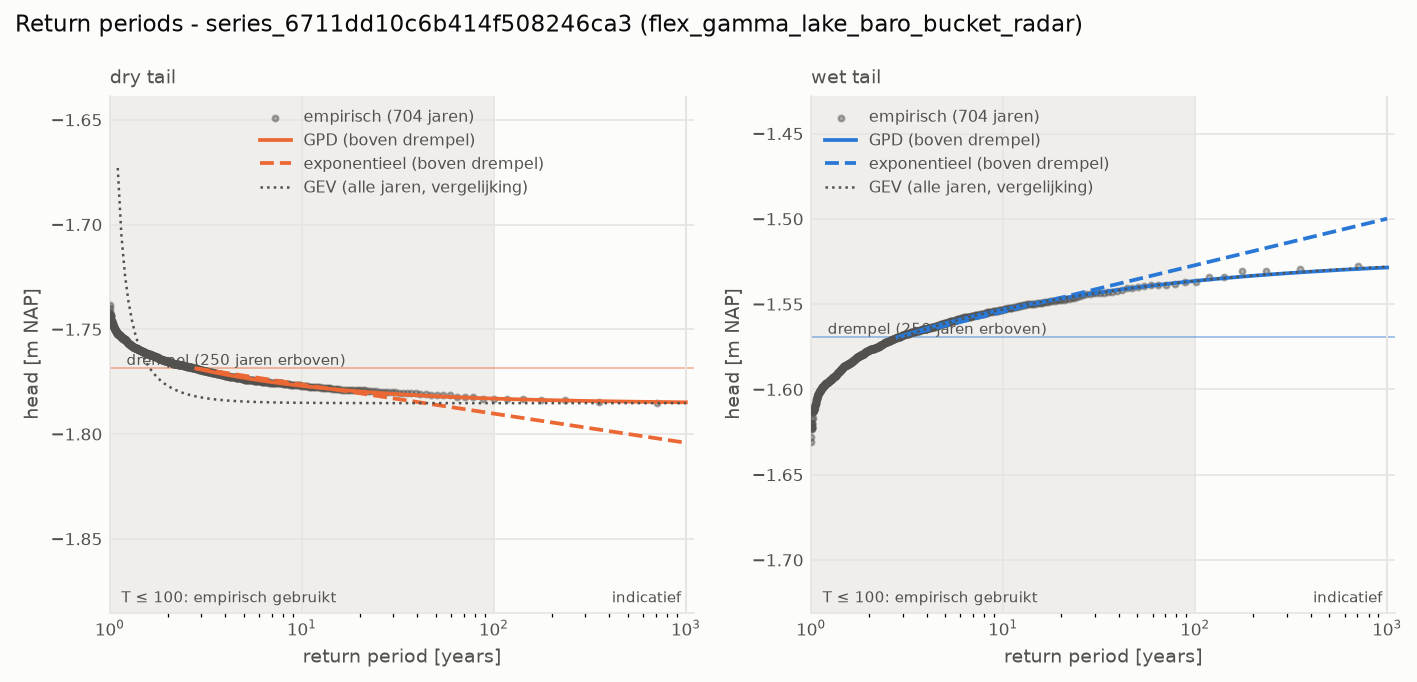 Return periods - series_6711dd10c6b414f508246ca3 (flex_gamma_lake_baro_bucket_radar)
dry tail
empirisch (704 jaren)
GPD (boven drempel)
exponentieel (boven drempel)
GEV (alle jaren, vergelijking)
−1.65
−1.70
−1.75
−1.80
−1.85
head [m NAP]
drempel (250 jaren erboven)
T ≤ 100: empirisch gebruikt
indicatief
10⁰
10¹
10²
10³
return period [years]
wet tail
empirisch (704 jaren)
GPD (boven drempel)
exponentieel (boven drempel)
GEV (alle jaren, vergelijking)
−1.45
−1.50
−1.55
−1.60
−1.65
−1.70
head [m NAP]
drempel (250 jaren erboven)
T ≤ 100: empirisch gebruikt
indicatief
10⁰
10¹
10²
10³
return period [years]